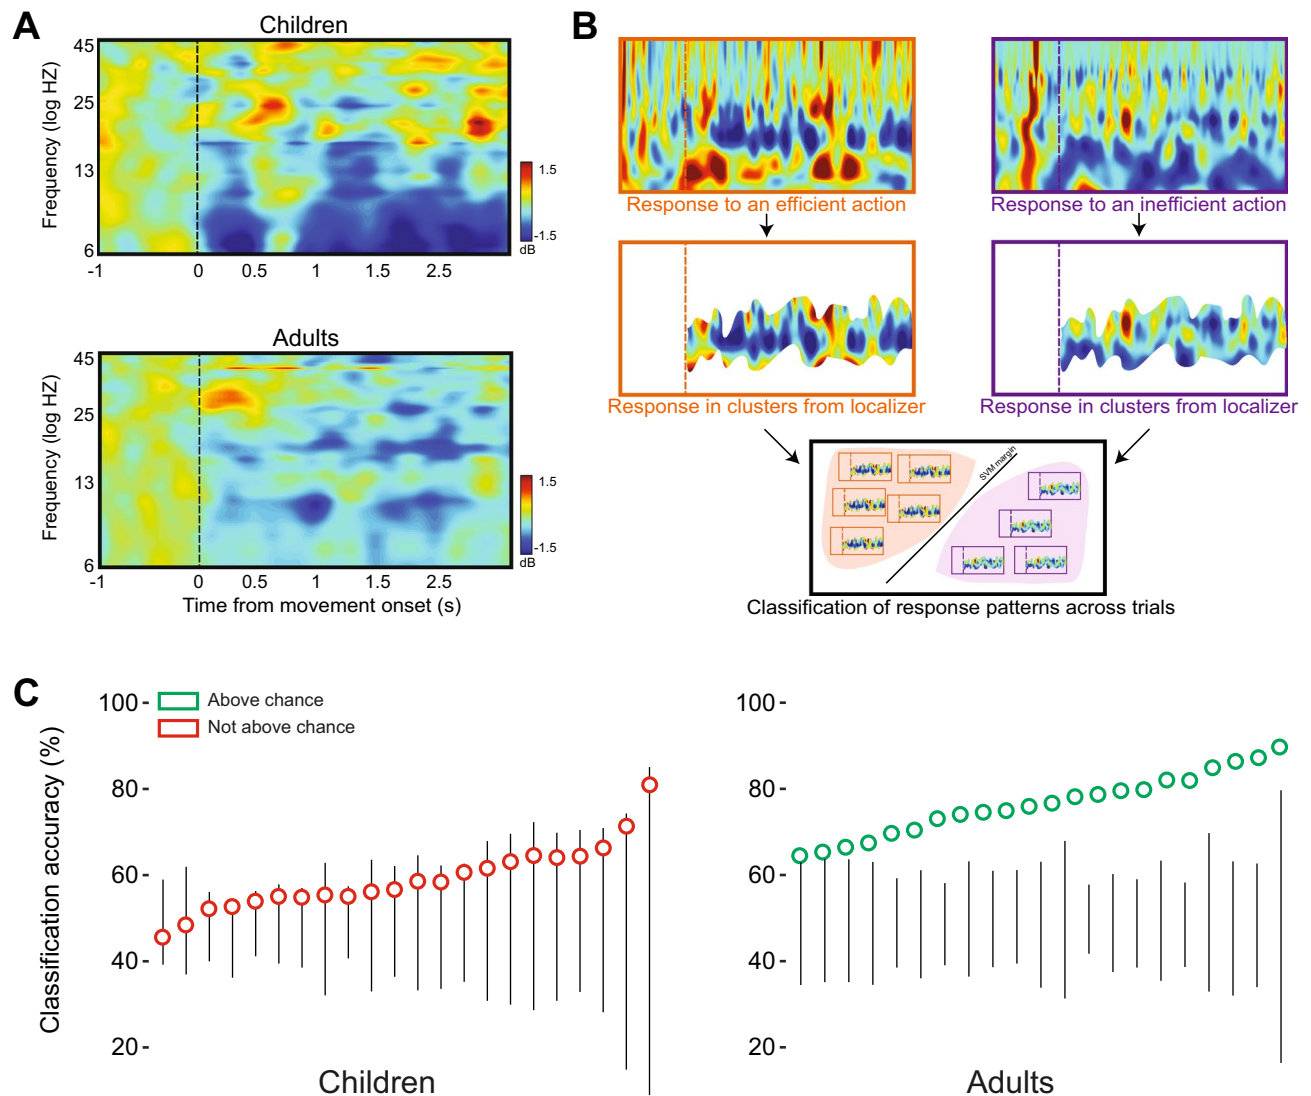 A
Children
Frequency (log HZ)
45
25
13
6
-1
0
0.5
1
1.5
2
2.5
1.5
-1.5
dB
Adults
Frequency (log HZ)
45
25
13
6
-1
0
0.5
1
1.5
2.5
1.5
-1.5
dB
Time from movement onset (s)
B
Response to an efficient action
Response to an inefficient action
Response in clusters from localizer
Response in clusters from localizer
SVM margin
Classification of response patterns across trials
C
Classification accuracy (%)
100
80
60
40
20
Above chance
Not above chance
Children
100
80
60
40
20
Adults